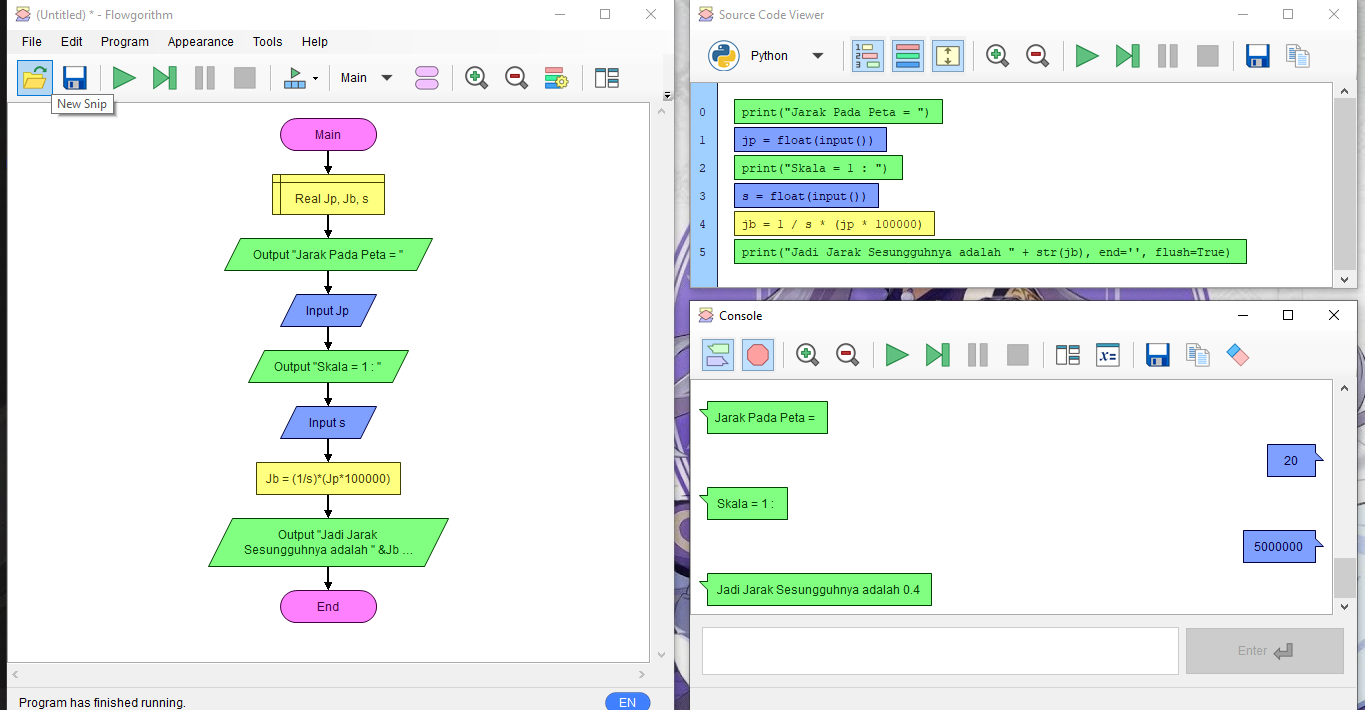 (Untitled) * - Flowgorithm
File Edit Program Appearance Tools Help
Main
New Snip
Main
Real Jp, Jb, s
Output "Jarak Pada Peta = "
Input Jp
Output "Skala = 1 : "
Input s
Jb = (1/s)*(Jp*100000)
Output "Jadi Jarak
Sesungguhnya adalah " &Jb ...
End
Program has finished running.
EN
Source Code Viewer
Python
0 print("Jarak Pada Peta = ")
1 jp = float(input())
2 print("Skala = 1 : ")
3 s = float(input())
4 jb = 1 / s * (jp * 100000)
5 print("Jadi Jarak Sesungguhnya adalah " + str(jb), end='', flush=True)
Console
x=
Jarak Pada Peta =
20
Skala = 1 :
5000000
Jadi Jarak Sesungguhnya adalah 0.4
Enter